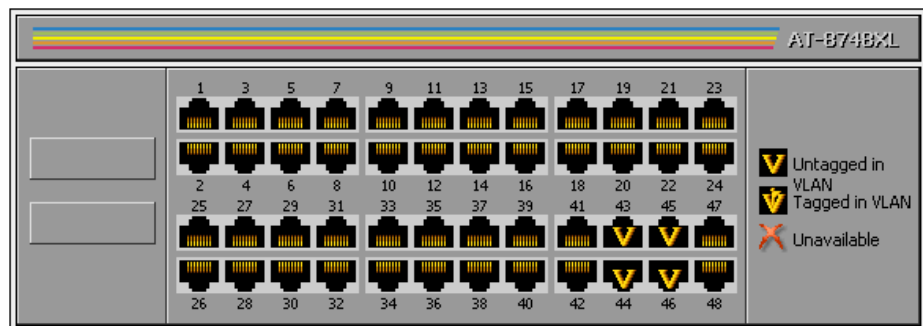 AT-8748XL
1 3 5 7 9 11 13 15 17 19 21 23
2 4 6 8 10 12 14 16 18 20 22 24
25 27 29 31 33 35 37 39 41 43 45 47
26 28 30 32 34 36 38 40 42 44 46 48
V Untagged in
VLAN
V Tagged in VLAN
Unavailable